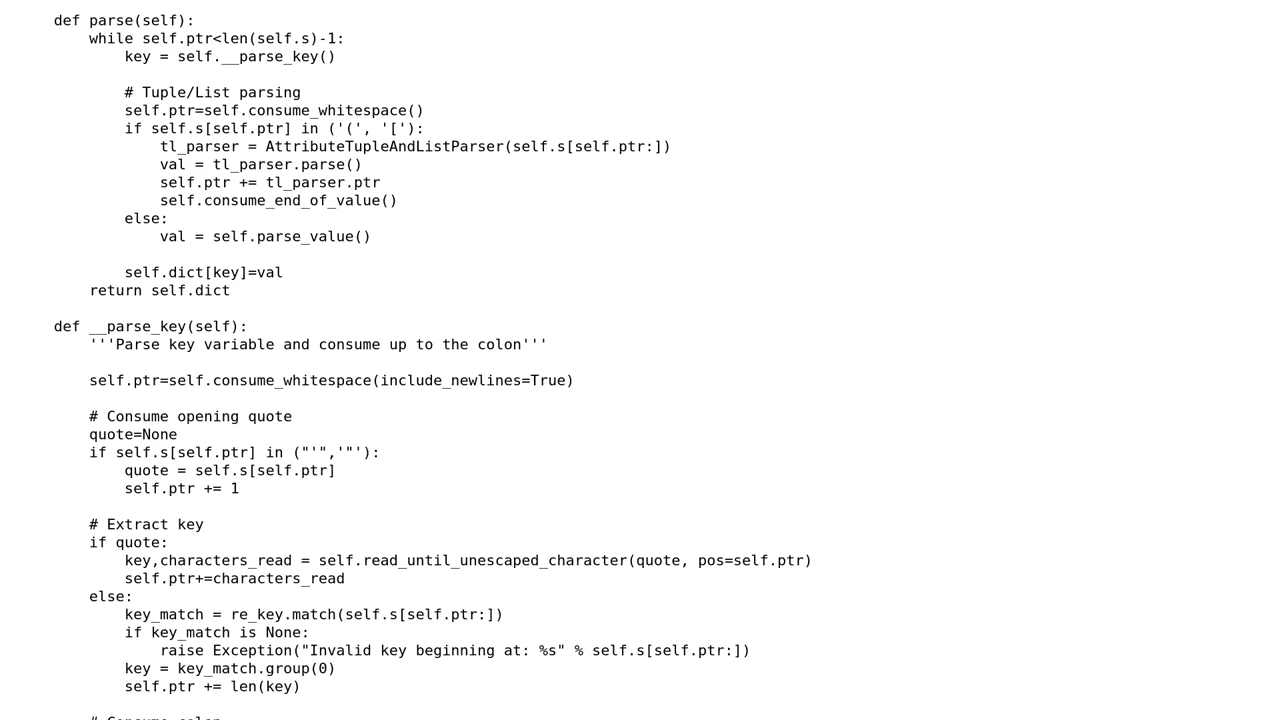 def parse(self):
while self.ptr<len(self.s)-1:
key = self.__parse_key()
# Tuple/List parsing
self.ptr=self.consume_whitespace()
if self.s[self.ptr] in ('(', '['):
tl_parser = AttributeTupleAndListParser(self.s[self.ptr:])
val = tl_parser.parse()
self.ptr += tl_parser.ptr
self.consume_end_of_value()
else:
val = self.parse_value()
self.dict[key]=val
return self.dict
def __parse_key(self):
'''Parse key variable and consume up to the colon'''
self.ptr=self.consume_whitespace(include_newlines=True)
# Consume opening quote
quote=None
if self.s[self.ptr] in ("'",'"'):
quote = self.s[self.ptr]
self.ptr += 1
# Extract key
if quote:
key,characters_read = self.read_until_unescaped_character(quote, pos=self.ptr)
self.ptr+=characters_read
else:
key_match = re_key.match(self.s[self.ptr:])
if key_match is None:
raise Exception("Invalid key beginning at: %s" % self.s[self.ptr:])
key = key_match.group(0)
self.ptr += len(key)